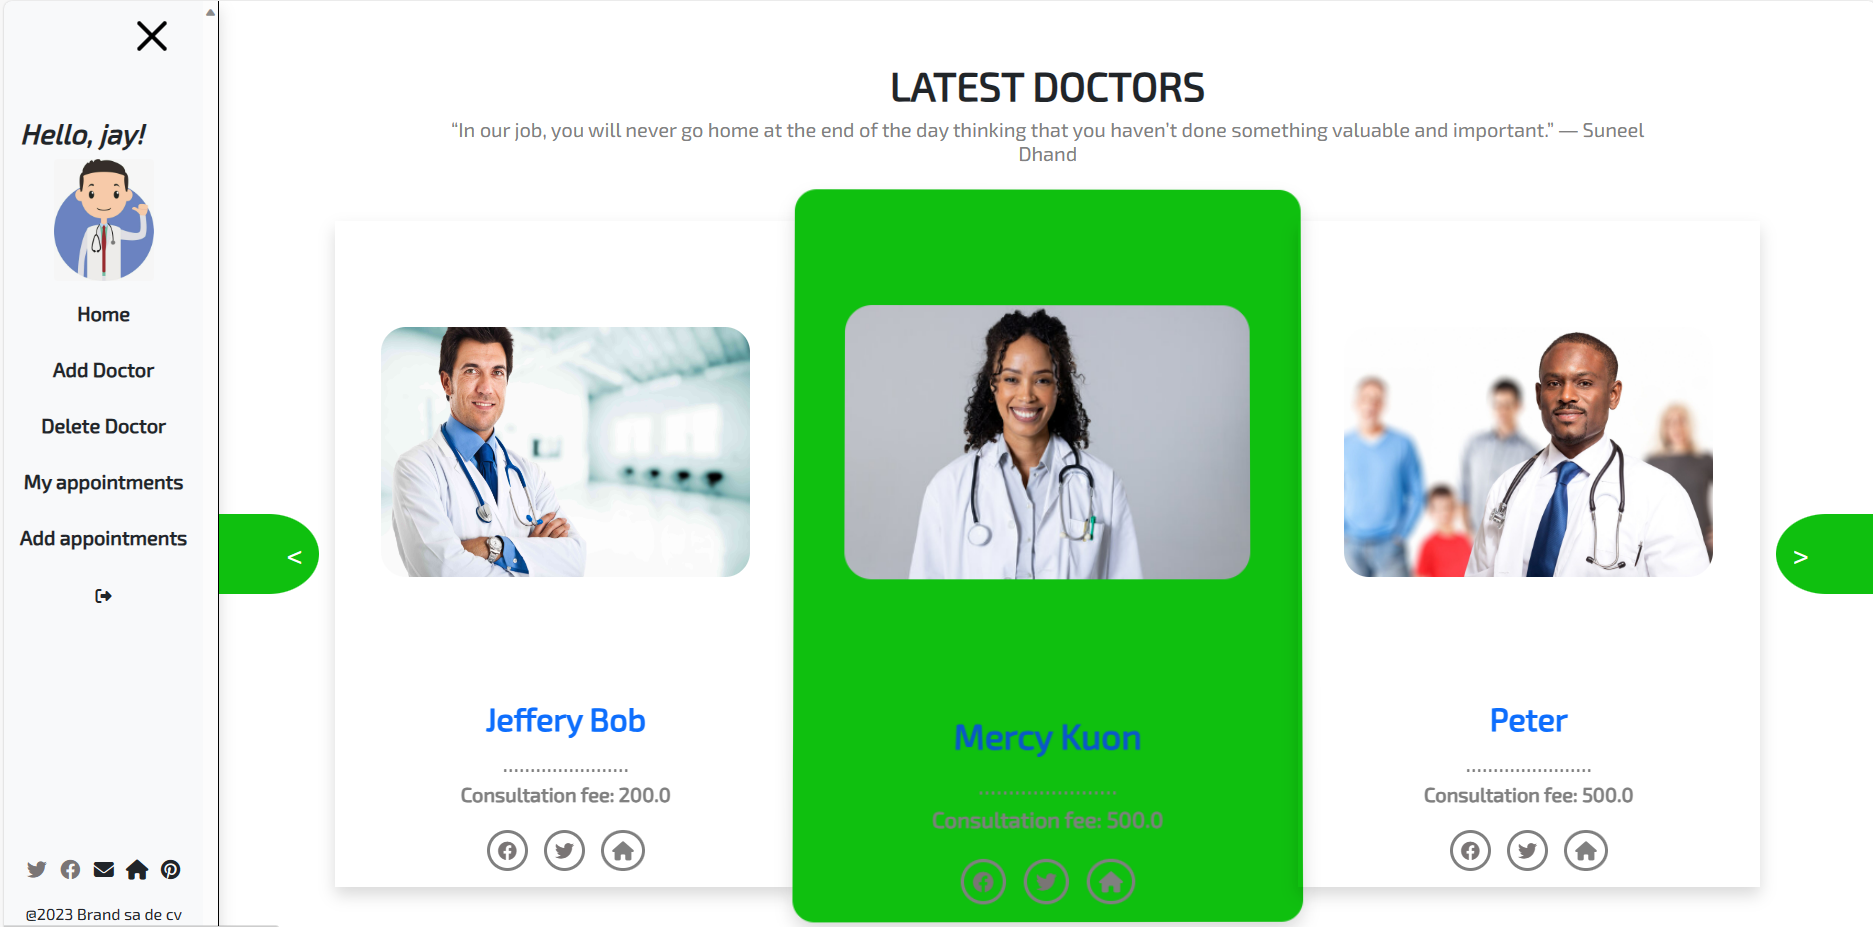 Hello, jay!
Home
Add Doctor
Delete Doctor
My appointments
Add appointments
@2023 Brand sa de cv
LATEST DOCTORS
“In our job, you will never go home at the end of the day thinking that you haven’t done something valuable and important.” — Suneel
Dhand
<
>
Jeffery Bob
.......................
Consultation fee: 200.0
Mercy Kuon
.......................
Consultation fee: 500.0
Peter
.......................
Consultation fee: 500.0